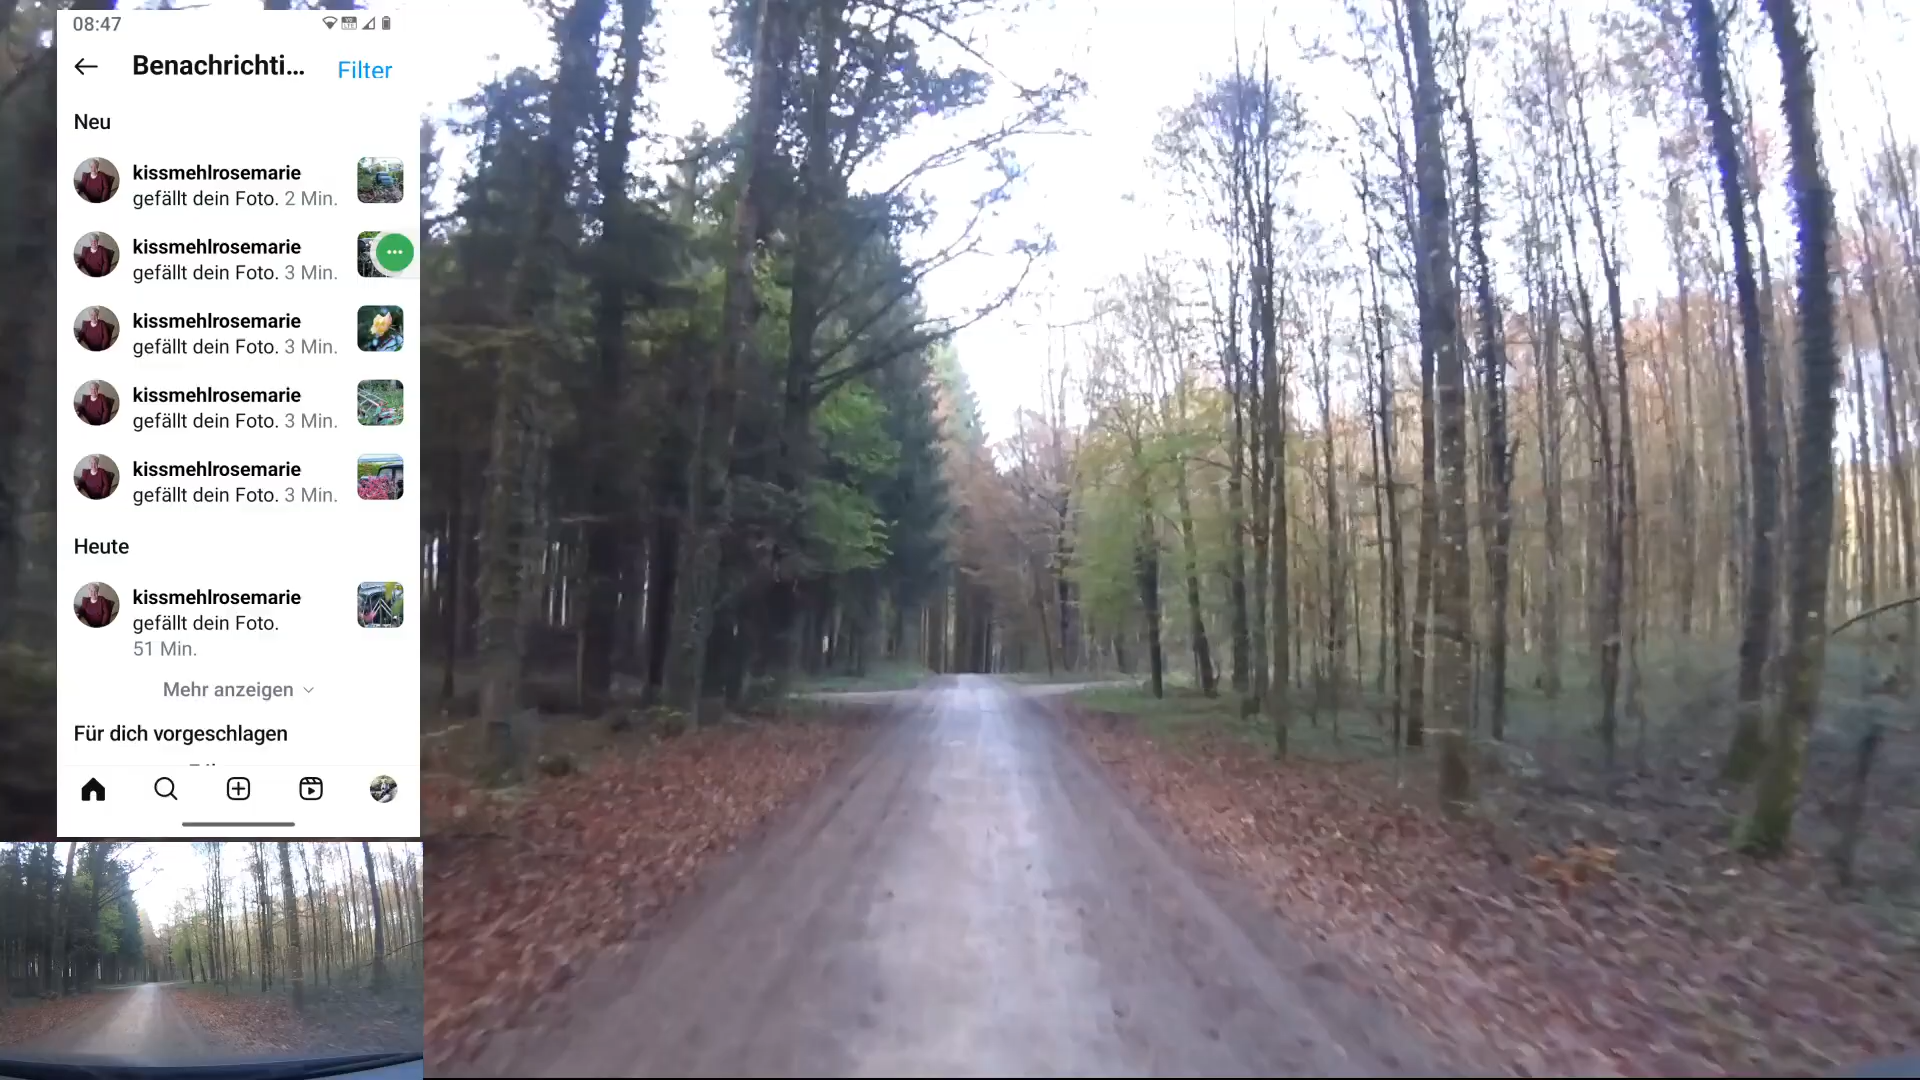 08:47
Benachrichti...
Filter
Neu
kissmehlrosemarie
gefällt dein Foto. 2 Min.
kissmehlrosemarie
gefällt dein Foto. 3 Min.
kissmehlrosemarie
gefällt dein Foto. 3 Min.
kissmehlrosemarie
gefällt dein Foto. 3 Min.
kissmehlrosemarie
gefällt dein Foto. 3 Min.
Heute
kissmehlrosemarie
gefällt dein Foto.
51 Min.
Mehr anzeigen
Für dich vorgeschlagen